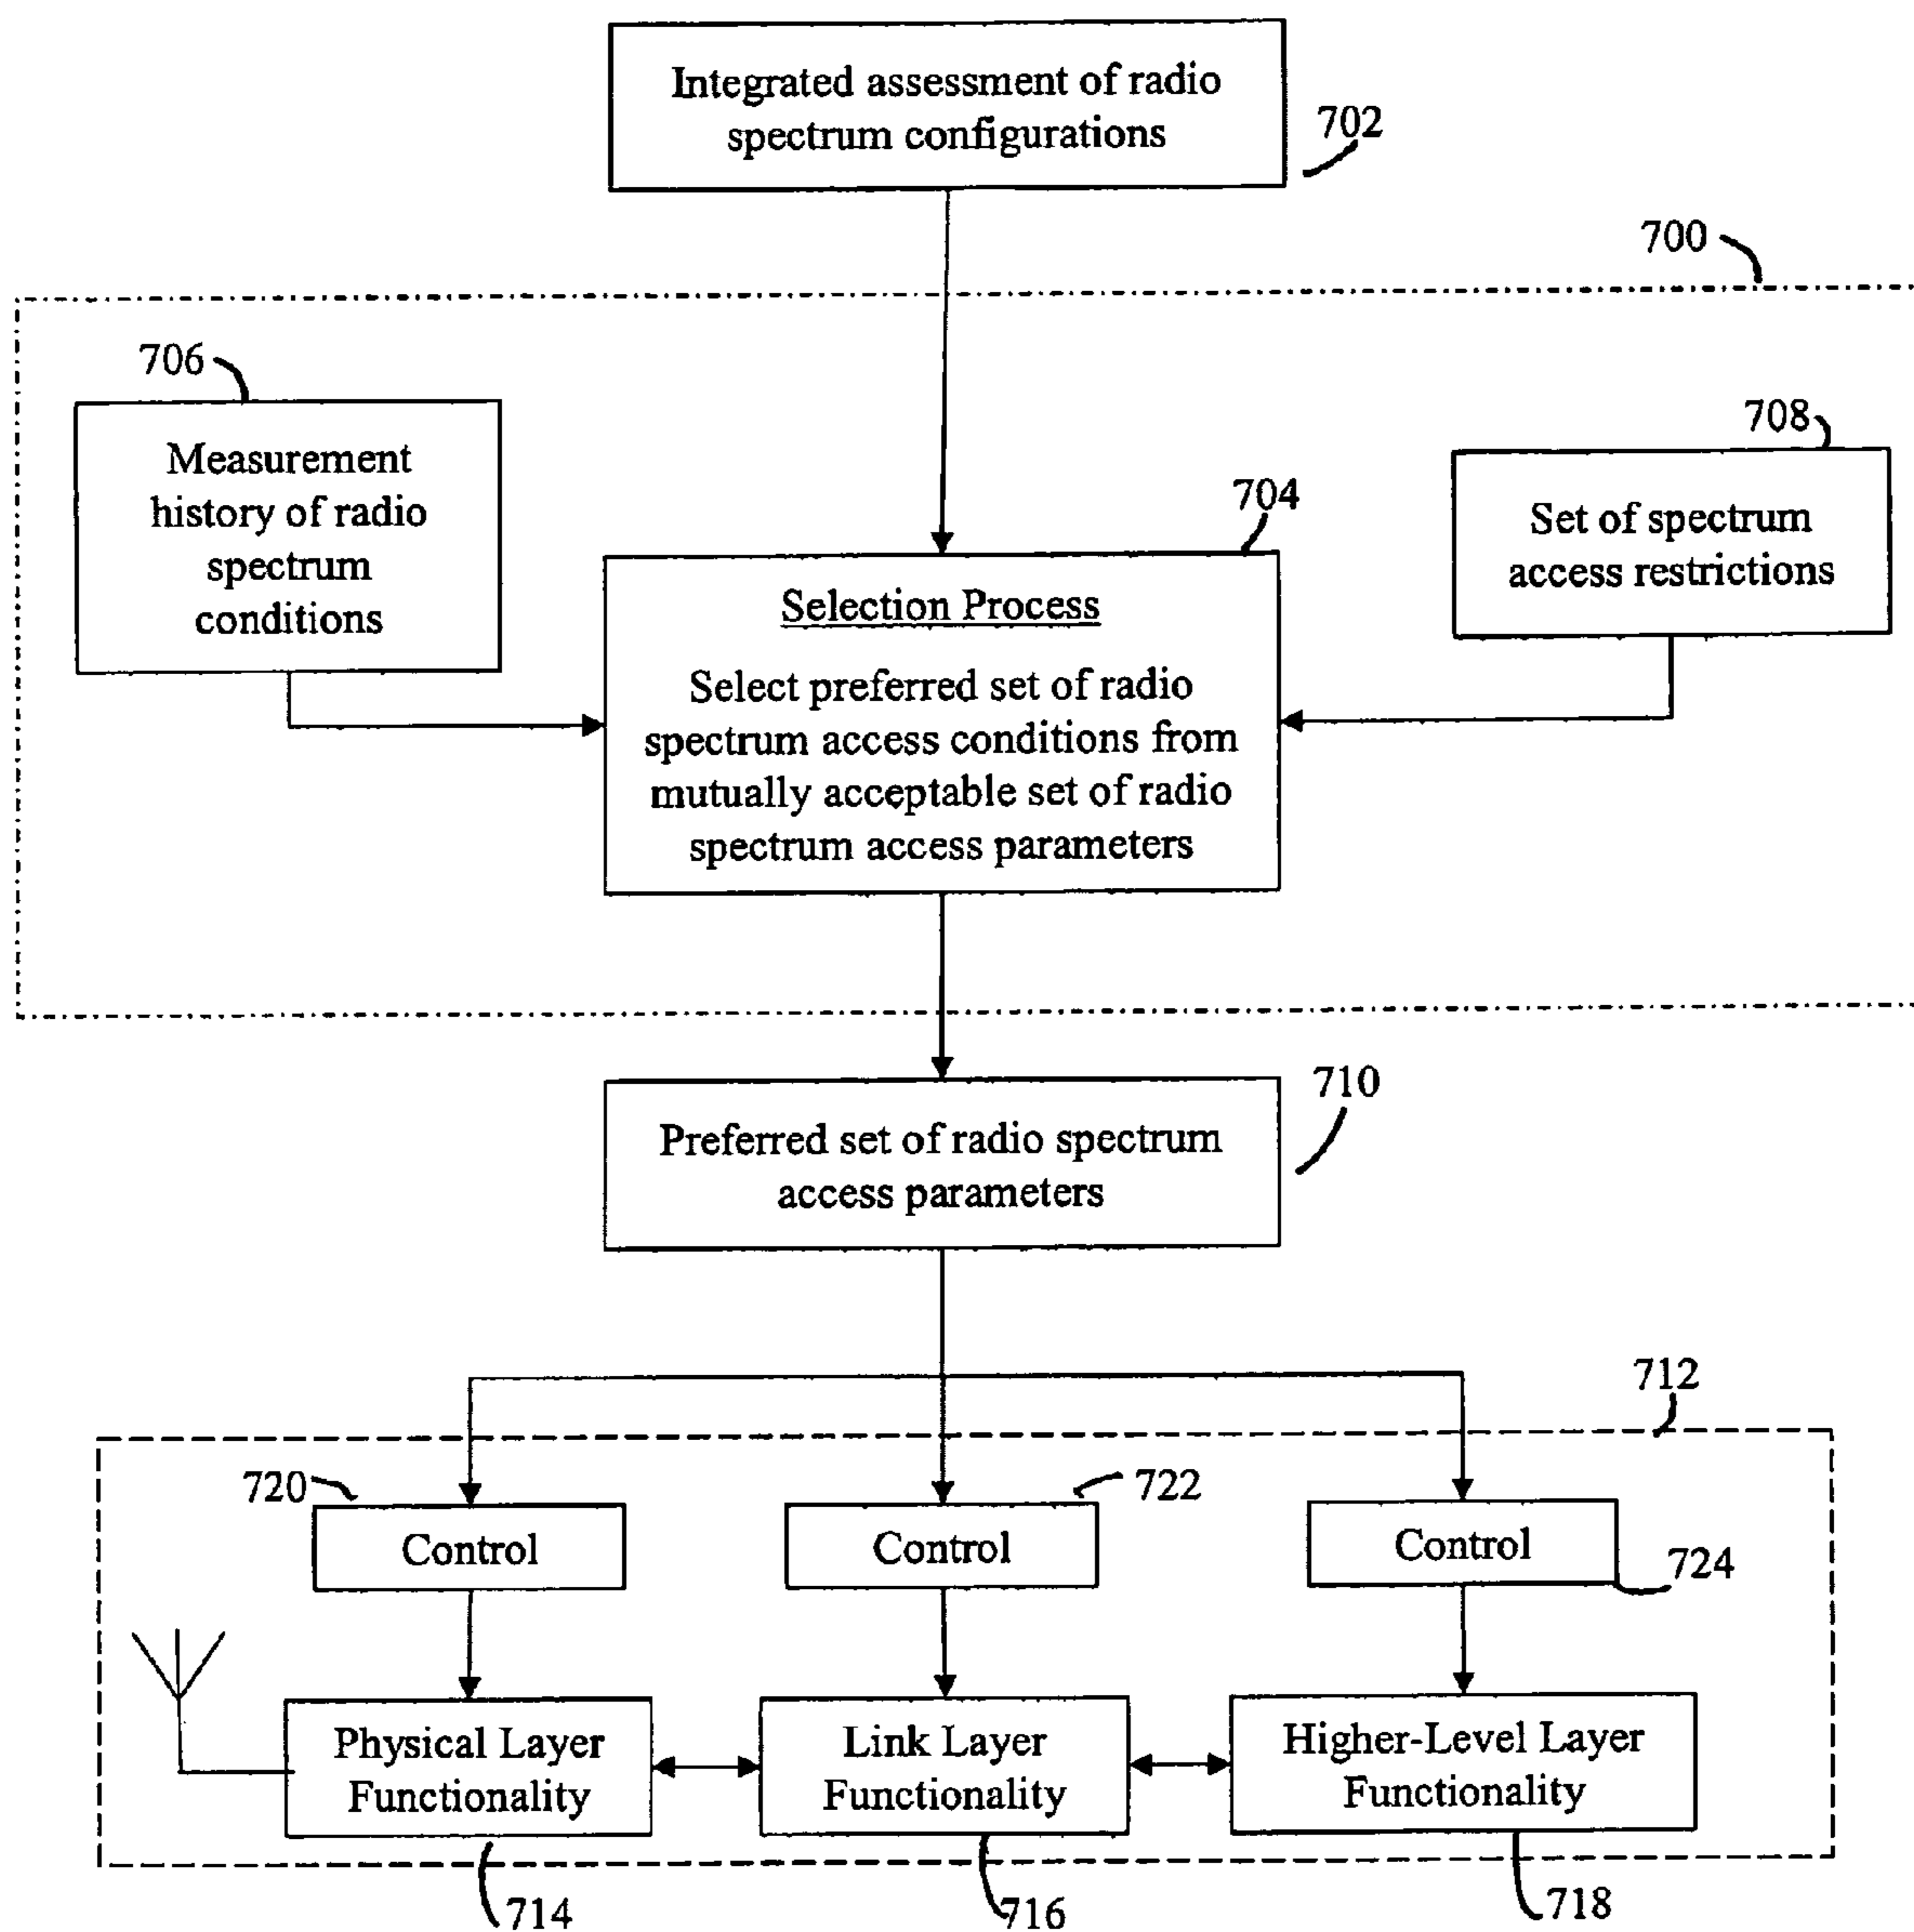 Integrated assessment of radio
spectrum configurations
702
700
706
Measurement
history of radio
spectrum
conditions
708
Set of spectrum
access restrictions
704
Selection Process
Select preferred set of radio
spectrum access conditions from
mutually acceptable set of radio
spectrum access parameters
710
Preferred set of radio spectrum
access parameters
712
720
Control
722
Control
Control
724
Physical Layer
Functionality
Link Layer
Functionality
Higher-Level Layer
Functionality
714
716
718